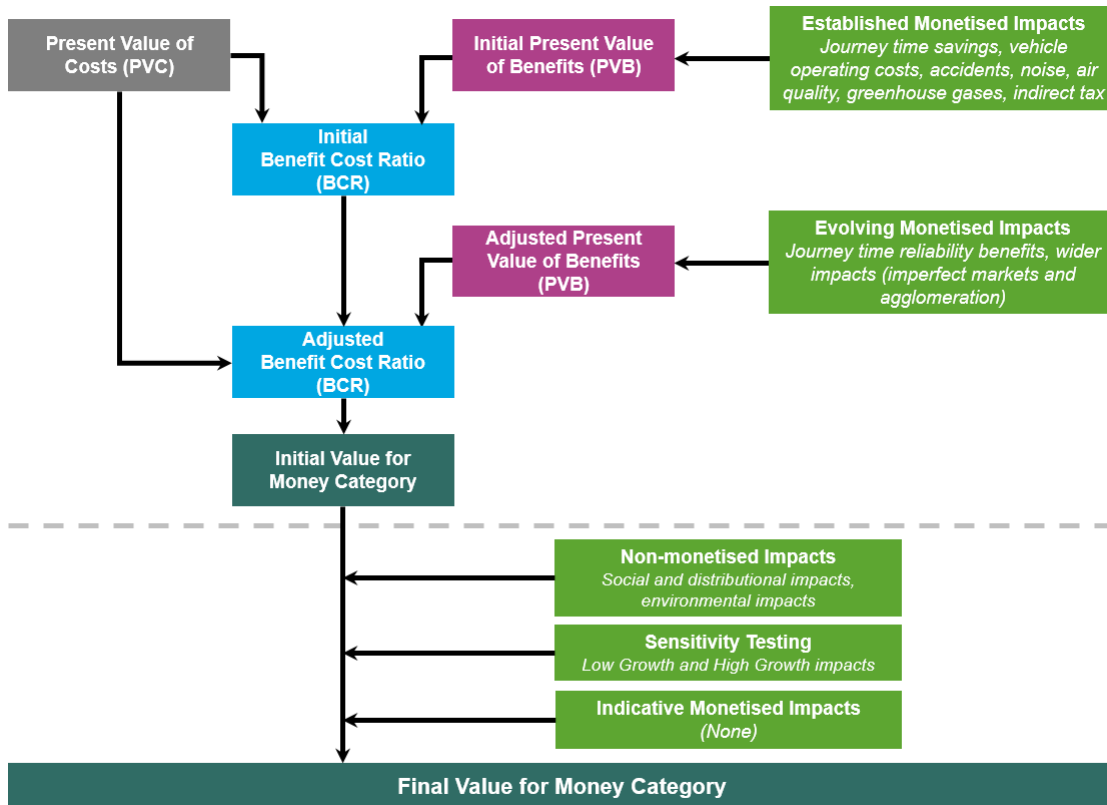 Present Value of
Costs (PVC)
Initial Present Value
of Benefits (PVB)
Established Monetised Impacts
Journey time savings, vehicle
operating costs, accidents, noise, air
quality, greenhouse gases, indirect tax
Initial
Benefit Cost Ratio
(BCR)
Adjusted Present
Value of Benefits
(PVB)
Evolving Monetised Impacts
Journey time reliability benefits, wider
impacts (imperfect markets and
agglomeration)
Adjusted
Benefit Cost Ratio
(BCR)
Initial Value for
Money Category
Non-monetised Impacts
Social and distributional impacts,
environmental impacts
Sensitivity Testing
Low Growth and High Growth impacts
Indicative Monetised Impacts
(None)
Final Value for Money Category